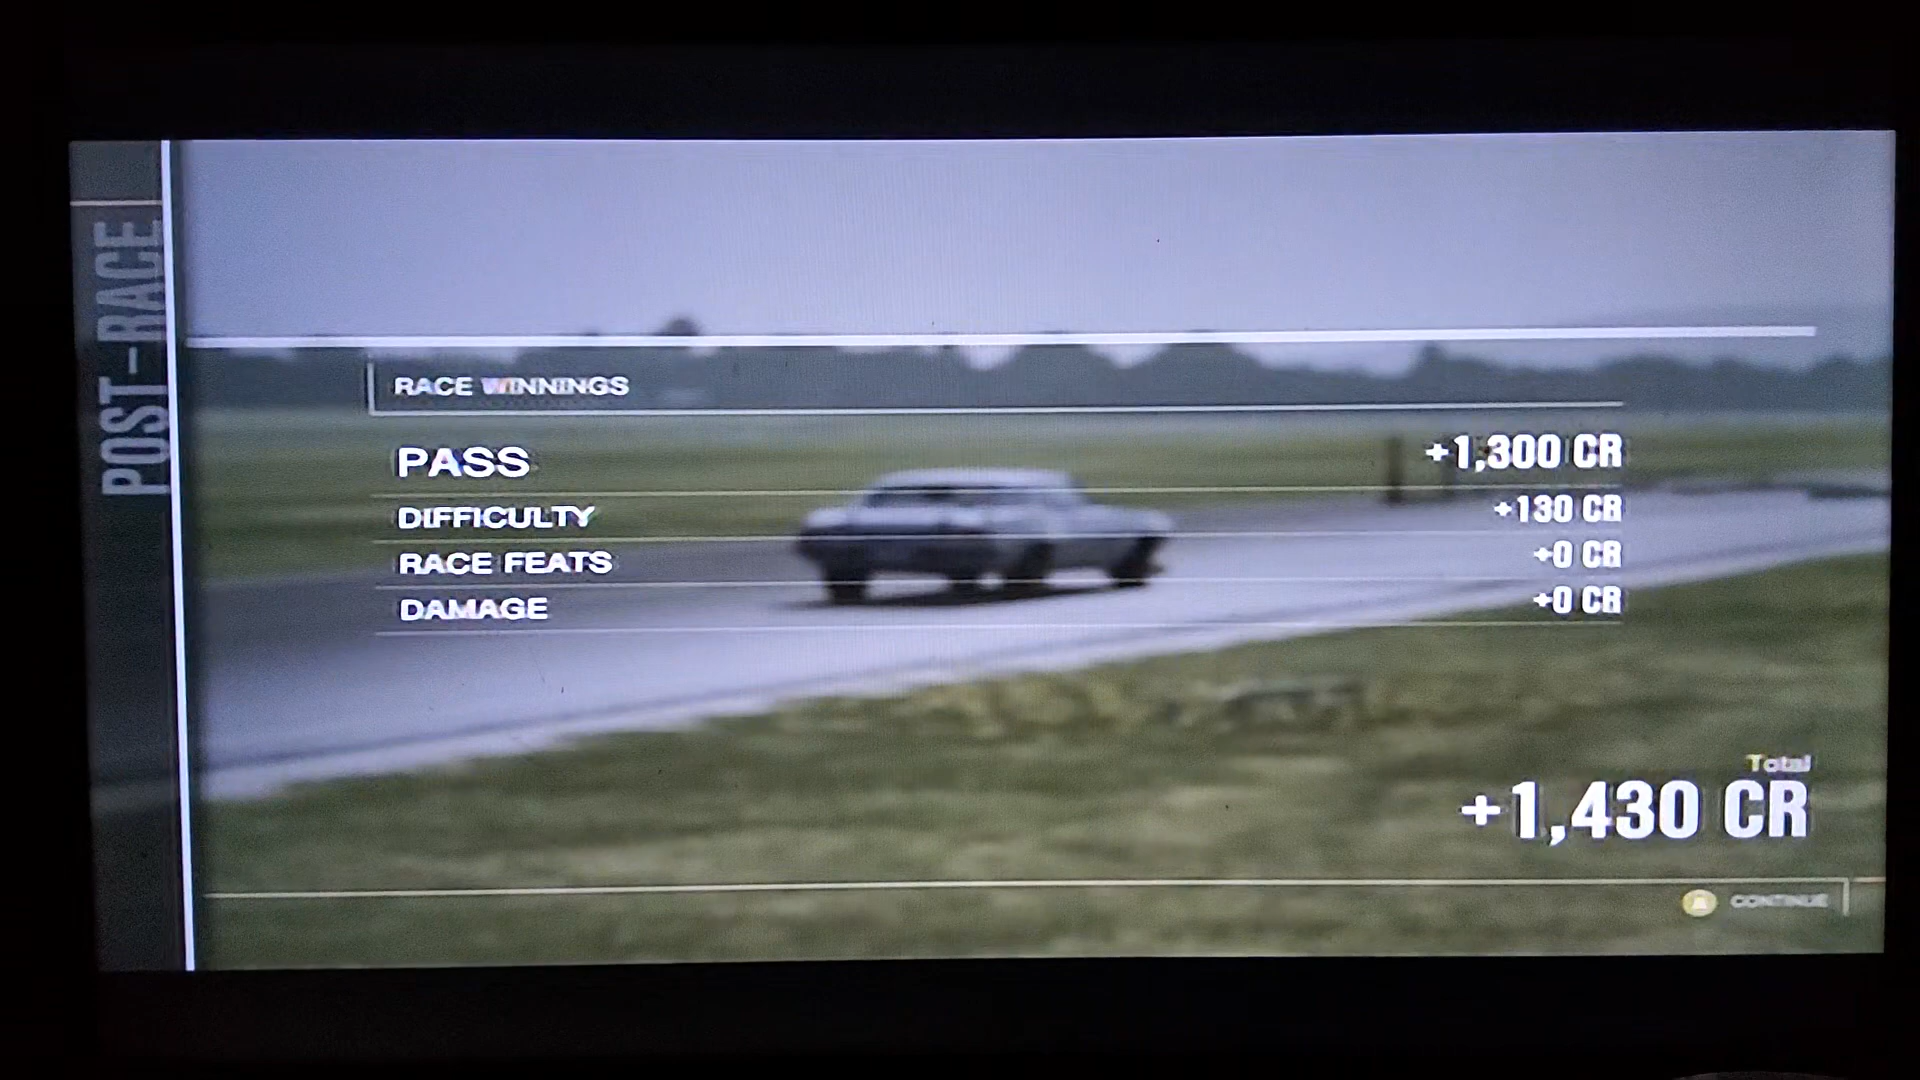 POST-RACE
RACE WINNINGS
PASS +1,300 CR
DIFFICULTY +130 CR
RACE FEATS +0 CR
DAMAGE +0 CR
Total
+1,430 CR
A CONTINUE